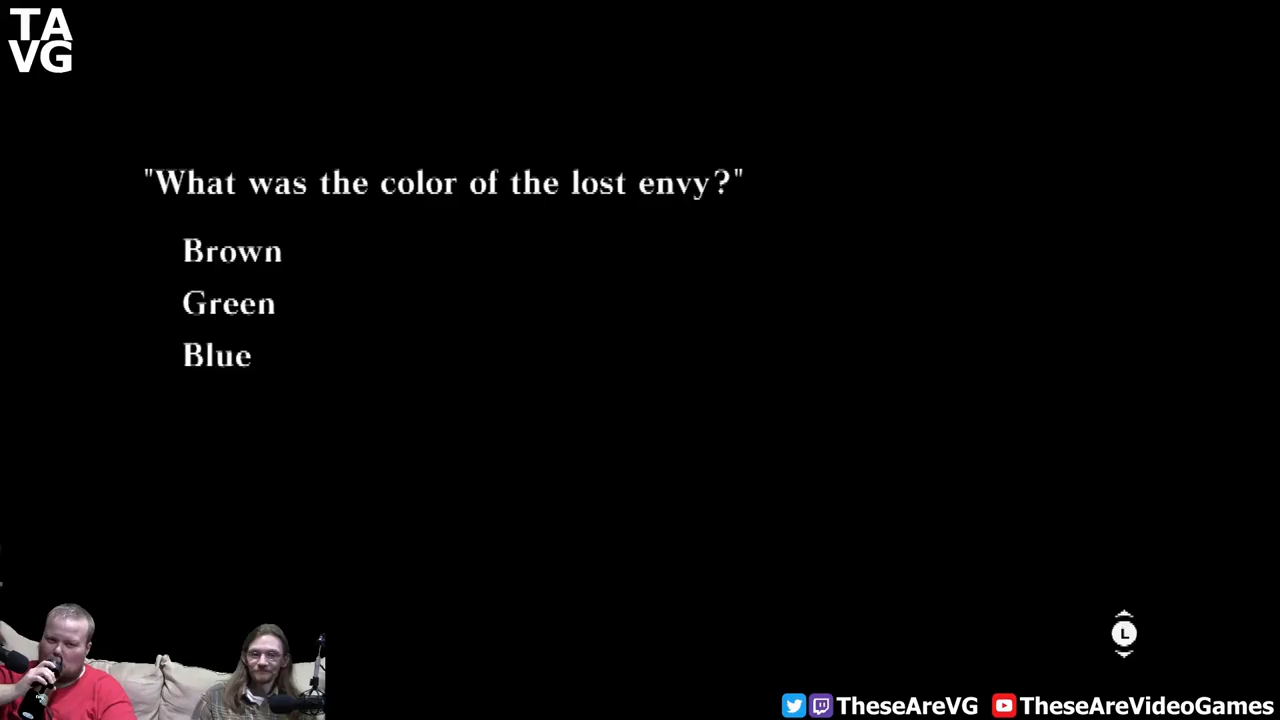 TA
VG
"What was the color of the lost envy?"
Brown
Green
Blue
L
TheseAreVG TheseAreVideoGames